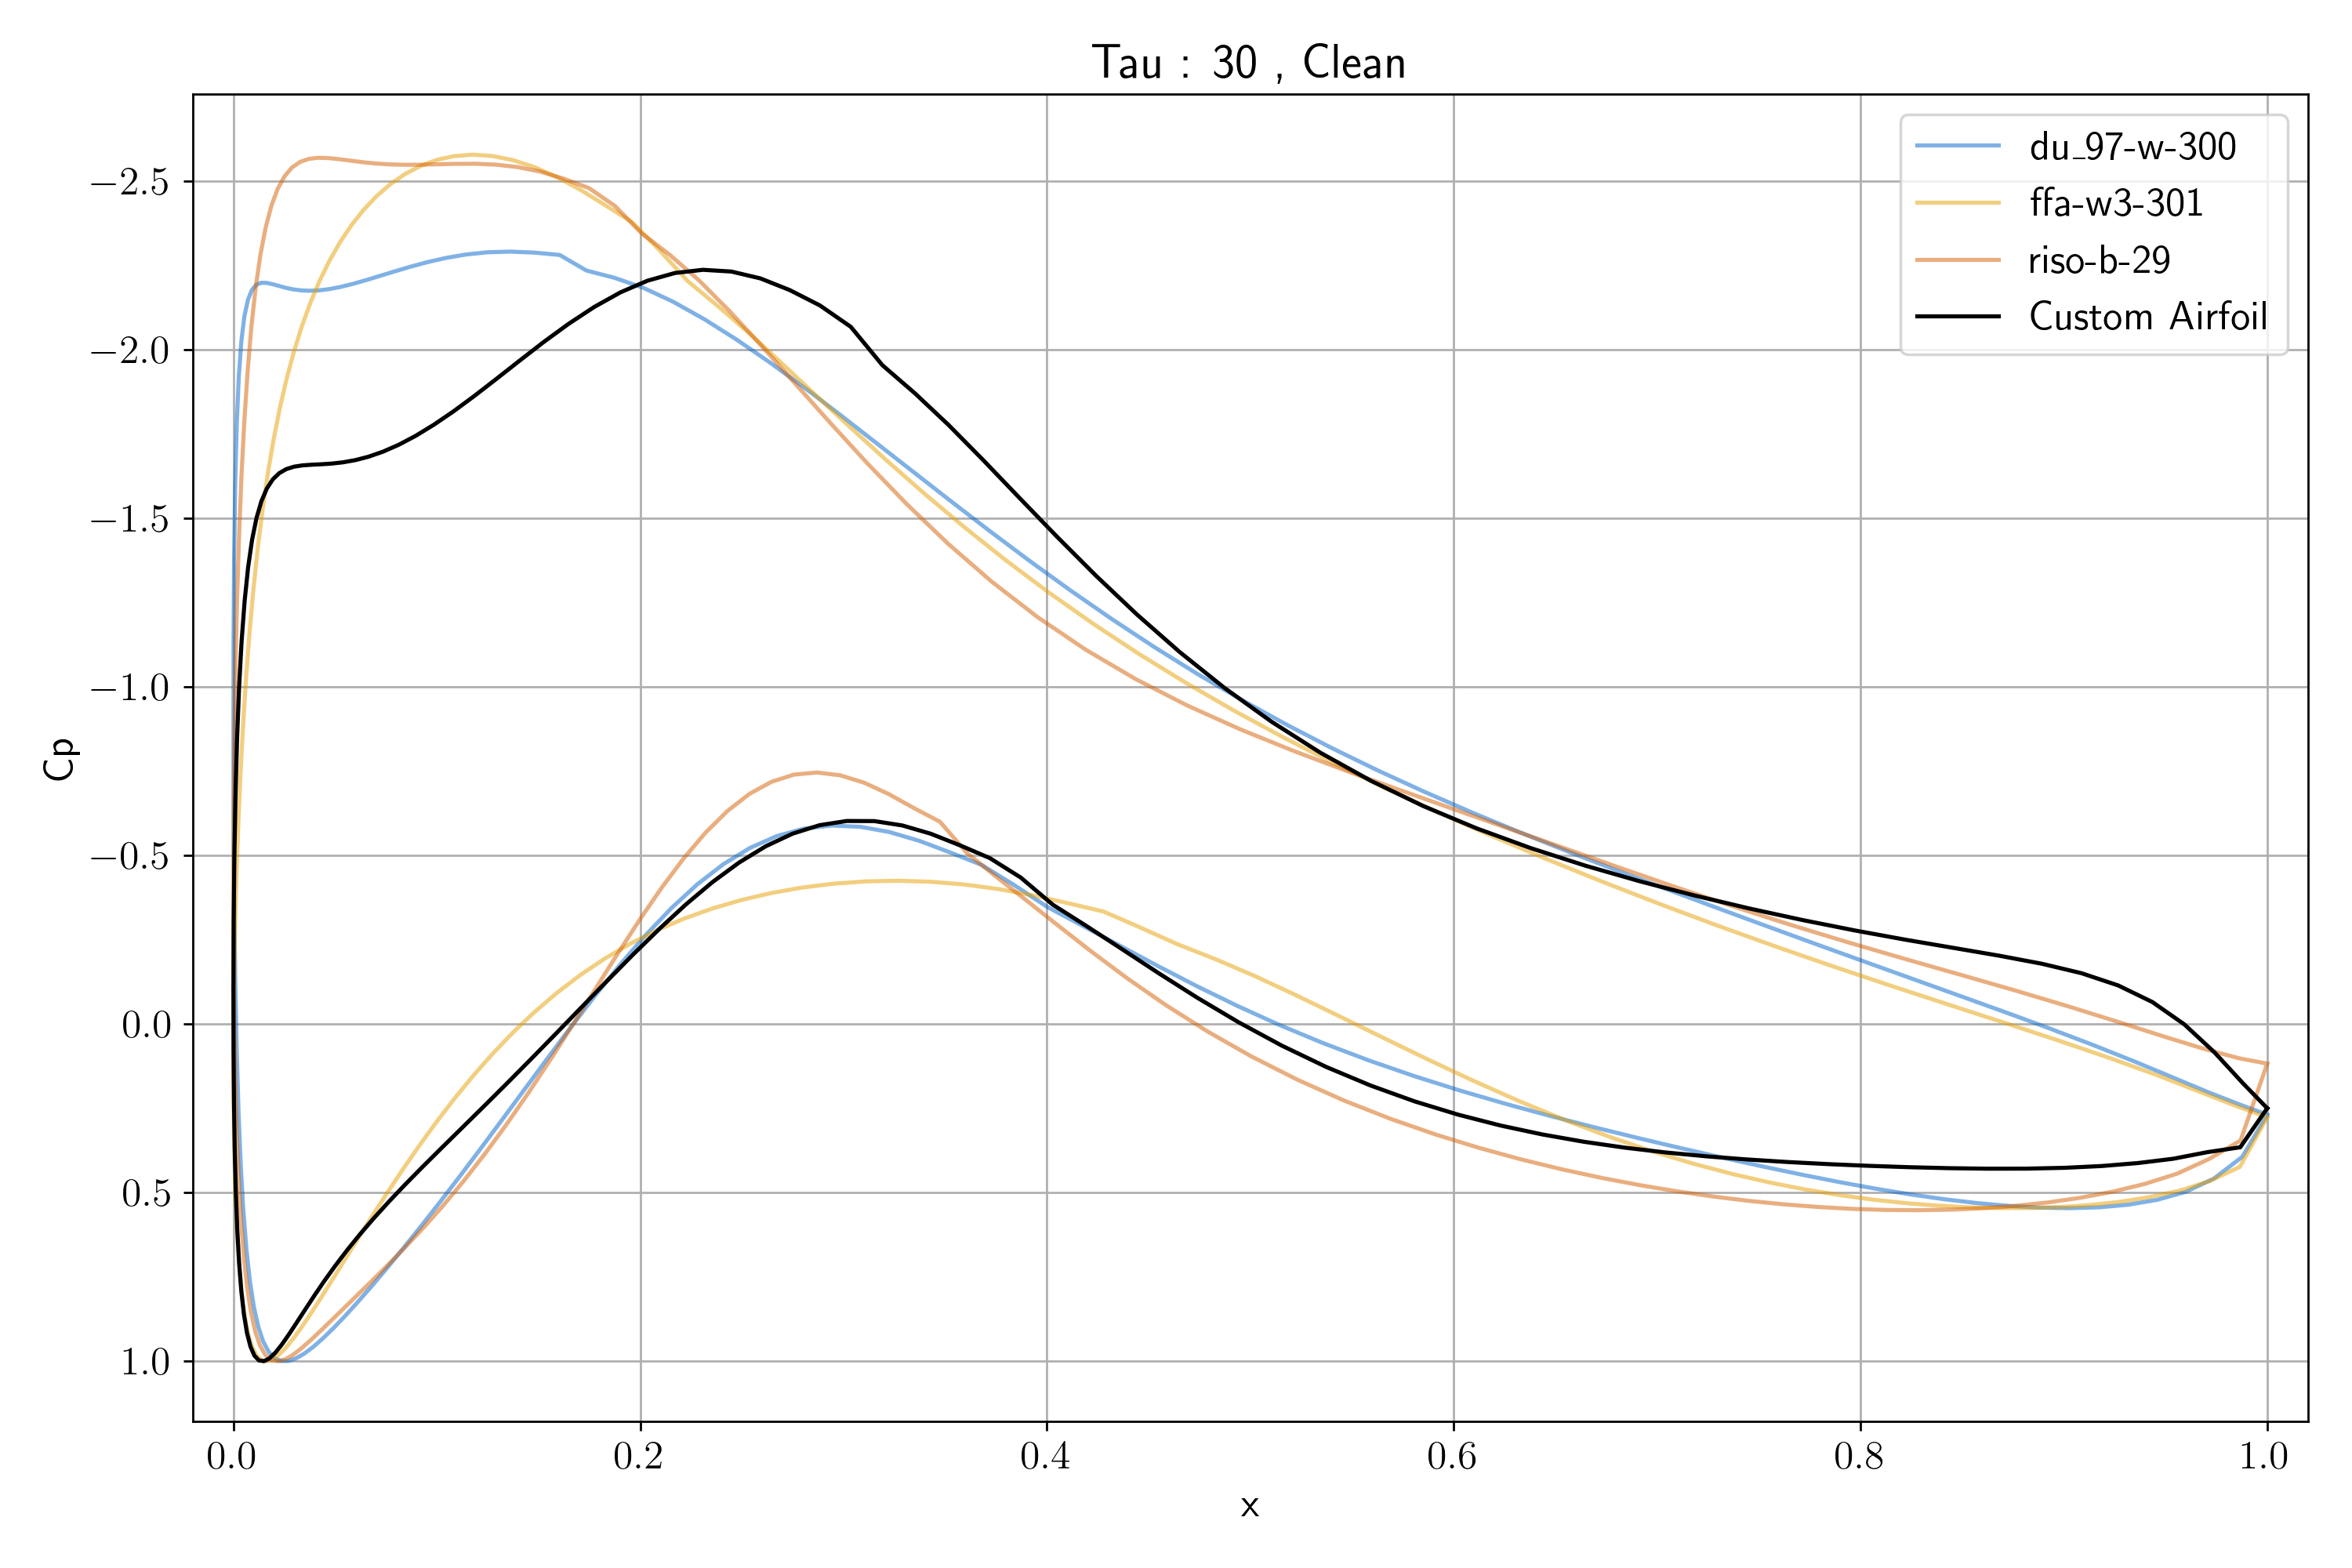 Tau : 30 , Clean
du_97-w-300
ffa-w3-301
riso-b-29
Custom Airfoil
−2.5
−2.0
−1.5
−1.0
−0.5
0.0
0.5
1.0
Cp
0.0 0.2 0.4 0.6 0.8 1.0
x